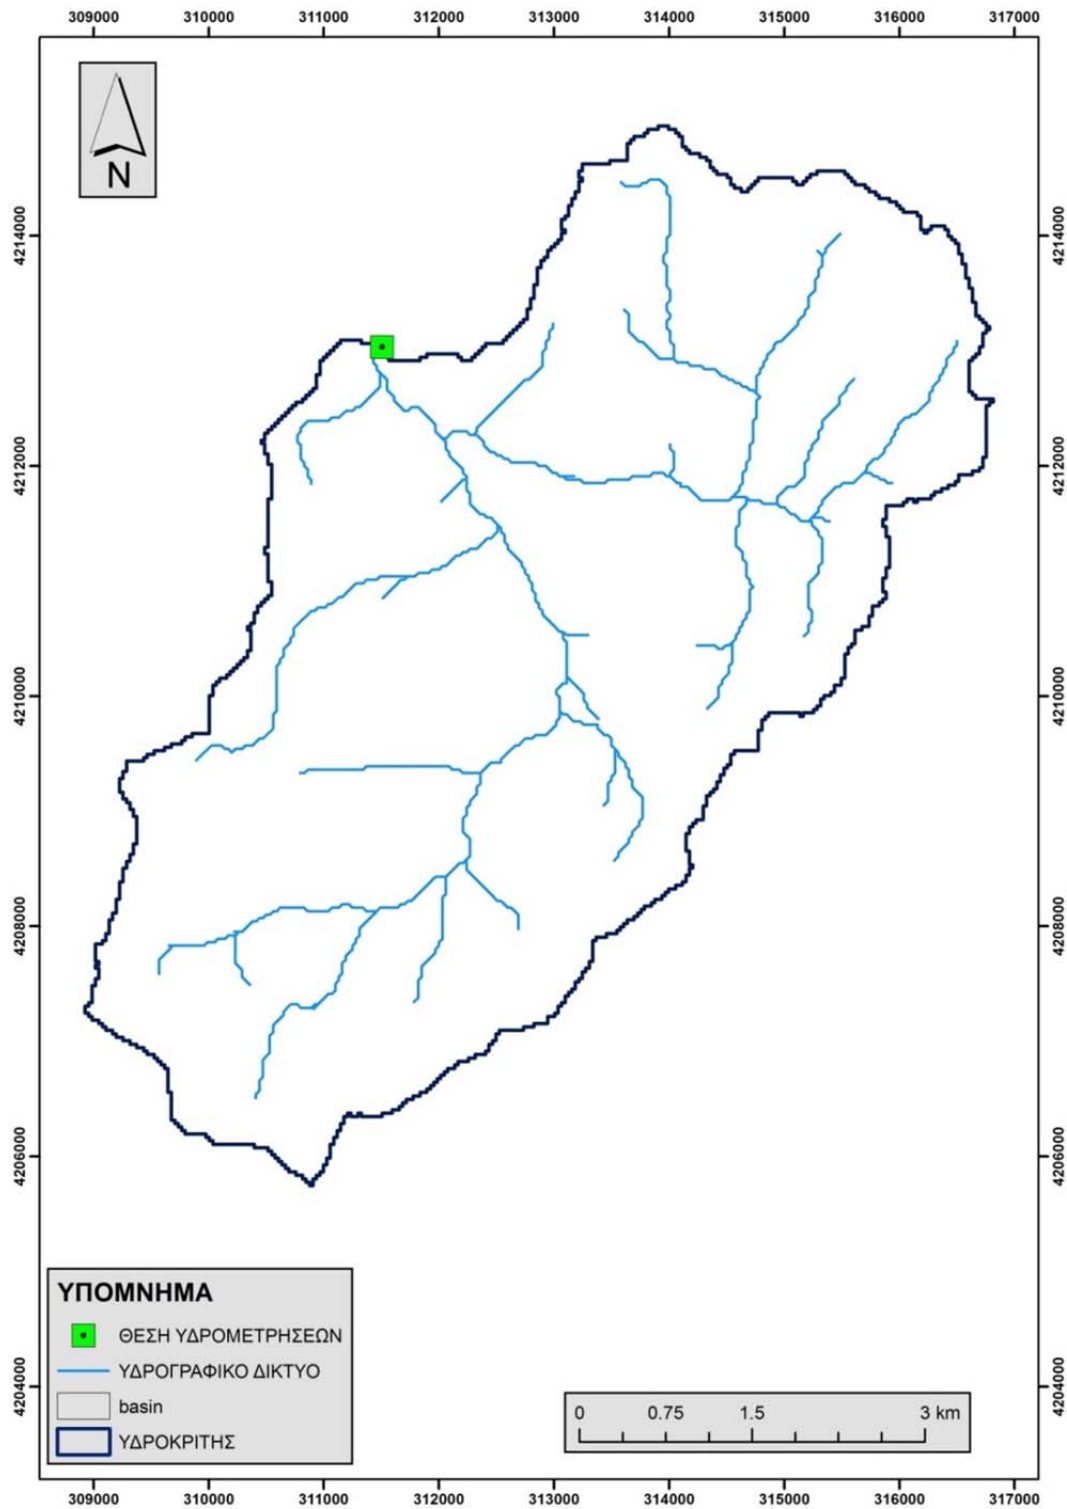 309000 310000 311000 312000 313000 314000 315000 316000 317000
N
4214000 4214000
4212000 4212000
4210000 4210000
4208000 4208000
4206000 4206000
4204000 4204000
ΥΠΟΜΝΗΜΑ
ΘΕΣΗ ΥΔΡΟΜΕΤΡΗΣΕΩΝ
ΥΔΡΟΓΡΑΦΙΚΟ ΔΙΚΤΥΟ
basin
ΥΔΡΟΚΡΙΤΗΣ
0 0.75 1.5 3 km
309000 310000 311000 312000 313000 314000 315000 316000 317000